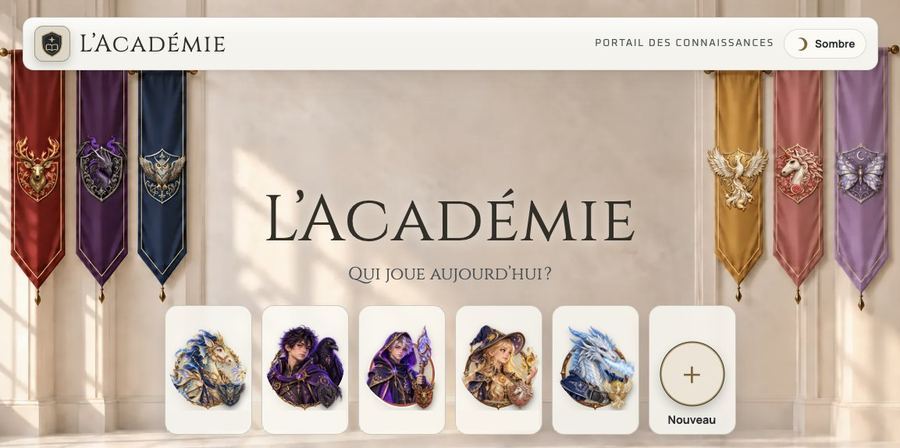 L'Académie
PORTAIL DES CONNAISSANCES
Sombre
L'Académie
Qui joue aujourd'hui?
Nouveau